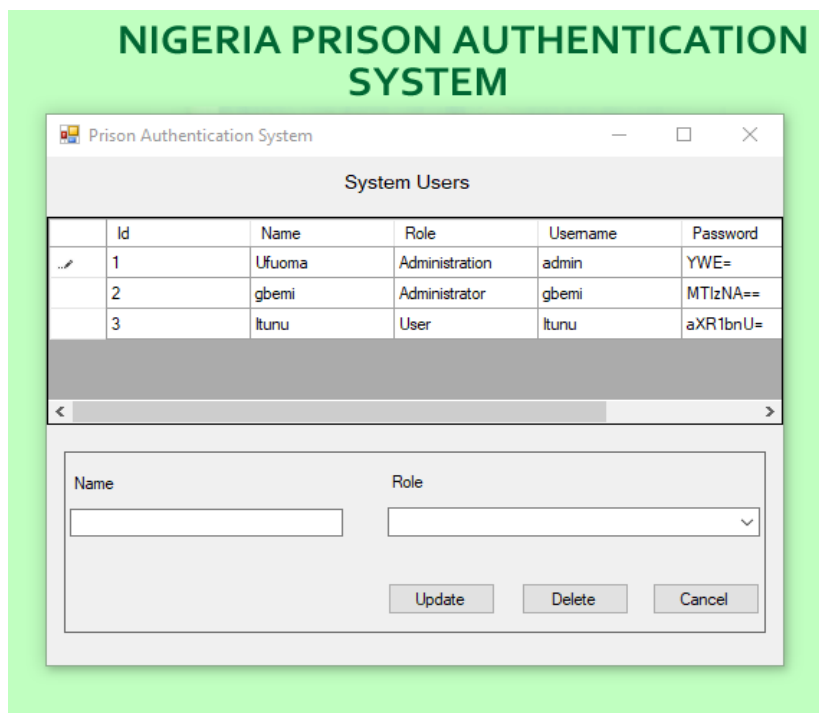 NIGERIA PRISON AUTHENTICATION
SYSTEM
Prison Authentication System
System Users
Id Name Role Username Password
1 Ufuoma Administration admin YWE=
2 gbemi Administrator gbemi MTIzNA==
3 Itunu User Itunu aXR1bnU=
Name Role
Update Delete Cancel